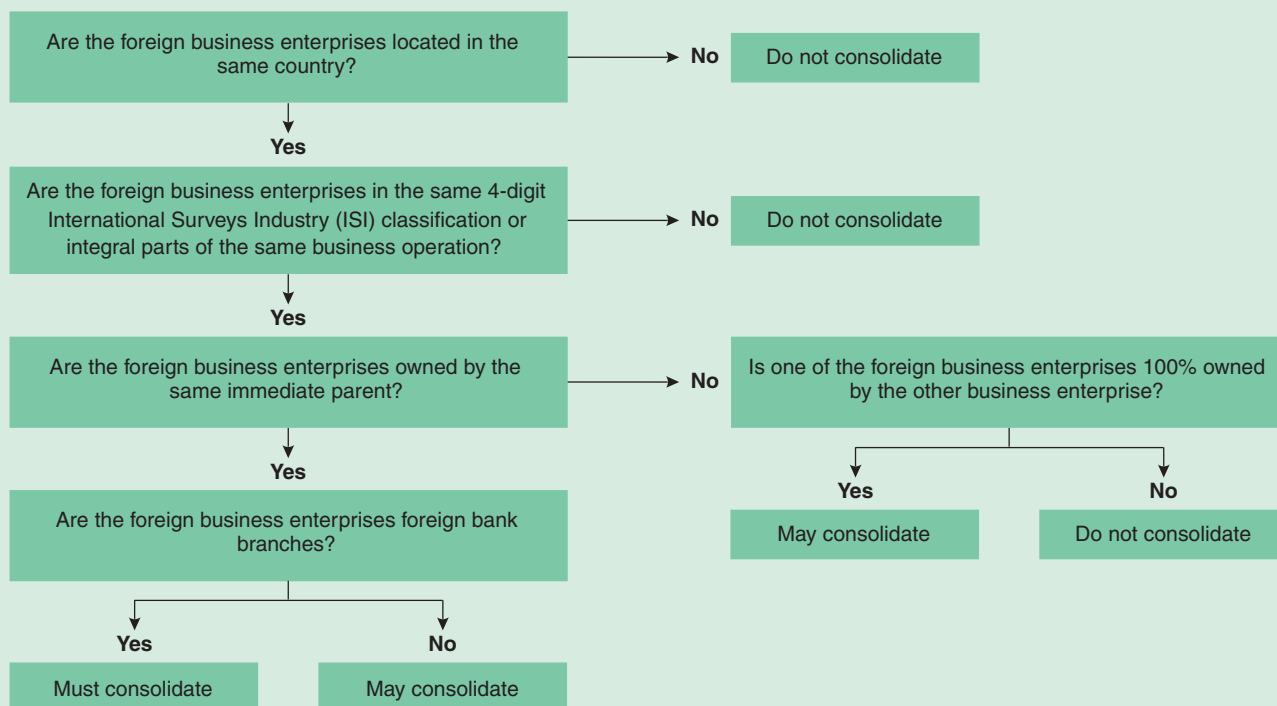 Are the foreign business enterprises located in the
same country?
No
Do not consolidate
Yes
Are the foreign business enterprises in the same 4-digit
International Surveys Industry (ISI) classification or
integral parts of the same business operation?
No
Do not consolidate
Yes
Are the foreign business enterprises owned by the
same immediate parent?
No
Is one of the foreign business enterprises 100% owned
by the other business enterprise?
Yes
No
May consolidate
Do not consolidate
Yes
Are the foreign business enterprises foreign bank
branches?
Yes
No
Must consolidate
May consolidate